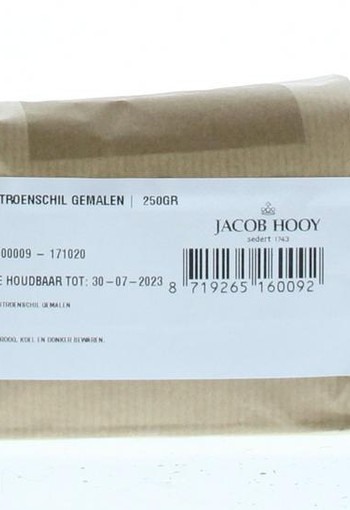 TROENSCHIL GEMALEN | 250GR
JACOB HOOY
sedert 1743
00009 - 171020
E HOUDBAAR TOT: 30-07-2023
8 719265 160092
TROENSCHIL GEMALEN
ROOG, KOEL EN DONKER BEWAREN.